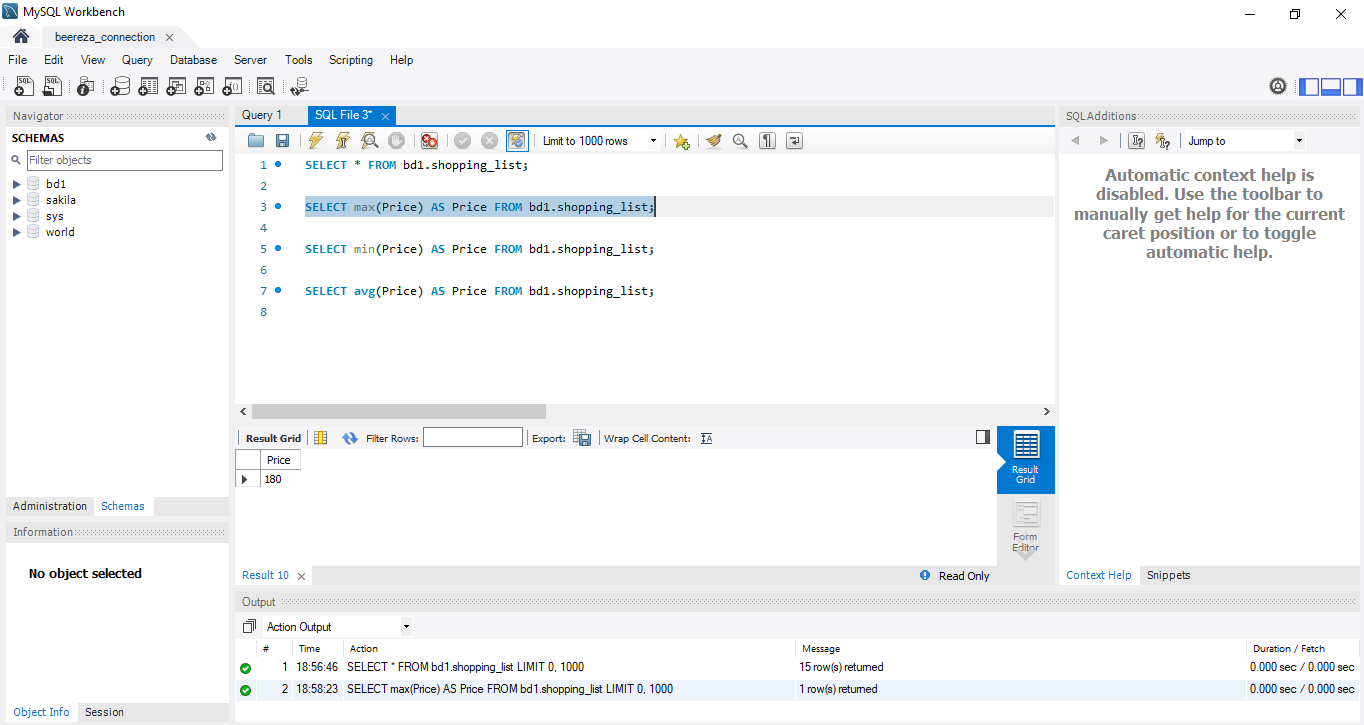 MySQL Workbench
beereza_connection
File Edit View Query Database Server Tools Scripting Help
Navigator
SCHEMAS
Filter objects
bd1
sakila
sys
world
Administration Schemas
Information
No object selected
Object Info Session
Query 1 SQL File 3*
Limit to 1000 rows
1 SELECT * FROM bd1.shopping_list;
2
3 SELECT max(Price) AS Price FROM bd1.shopping_list;
4
5 SELECT min(Price) AS Price FROM bd1.shopping_list;
6
7 SELECT avg(Price) AS Price FROM bd1.shopping_list;
8
Result Grid Filter Rows: Export: Wrap Cell Content:
Price
180
Result
Grid
Form
Editor
Result 10 Read Only
SQLAdditions
Jump to
Automatic context help is
disabled. Use the toolbar to
manually get help for the current
caret position or to toggle
automatic help.
Context Help Snippets
Output
Action Output
# Time Action Message Duration / Fetch
1 18:56:46 SELECT * FROM bd1.shopping_list LIMIT 0, 1000 15 row(s) returned 0.000 sec / 0.000 sec
2 18:58:23 SELECT max(Price) AS Price FROM bd1.shopping_list LIMIT 0, 1000 1 row(s) returned 0.000 sec / 0.000 sec